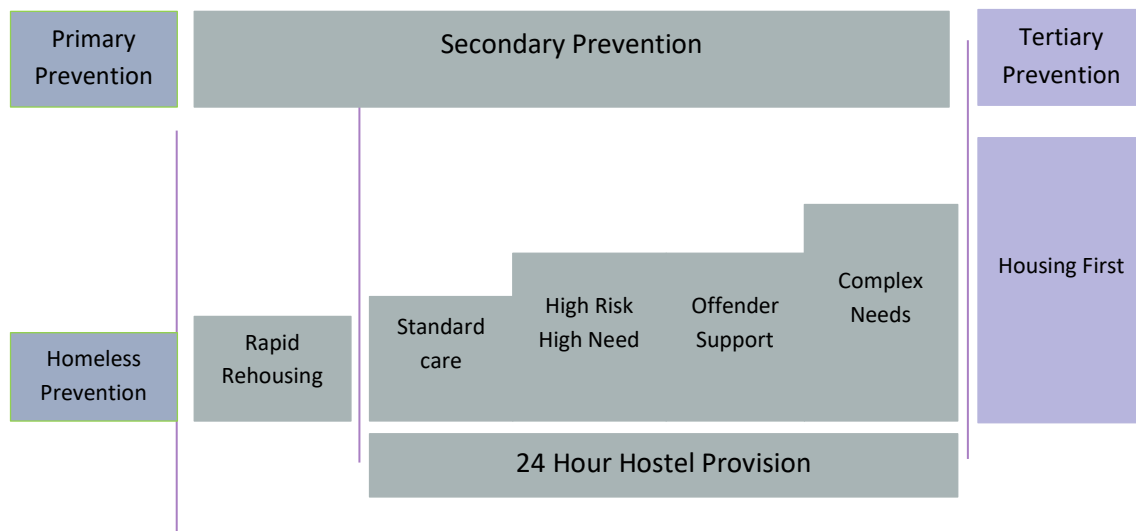 Primary
Prevention
Secondary Prevention
Tertiary
Prevention
Homeless
Prevention
Rapid
Rehousing
Standard
care
High Risk
High Need
Offender
Support
Complex
Needs
Housing First
24 Hour Hostel Provision